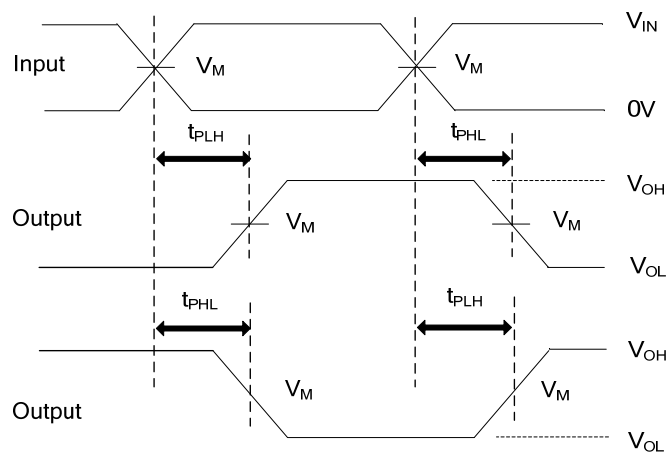 V_IN
Input
V_M
V_M
0V
t_PLH
t_PHL
V_OH
Output
V_M
V_M
V_OL
t_PHL
t_PLH
V_OH
V_M
V_M
Output
V_OL